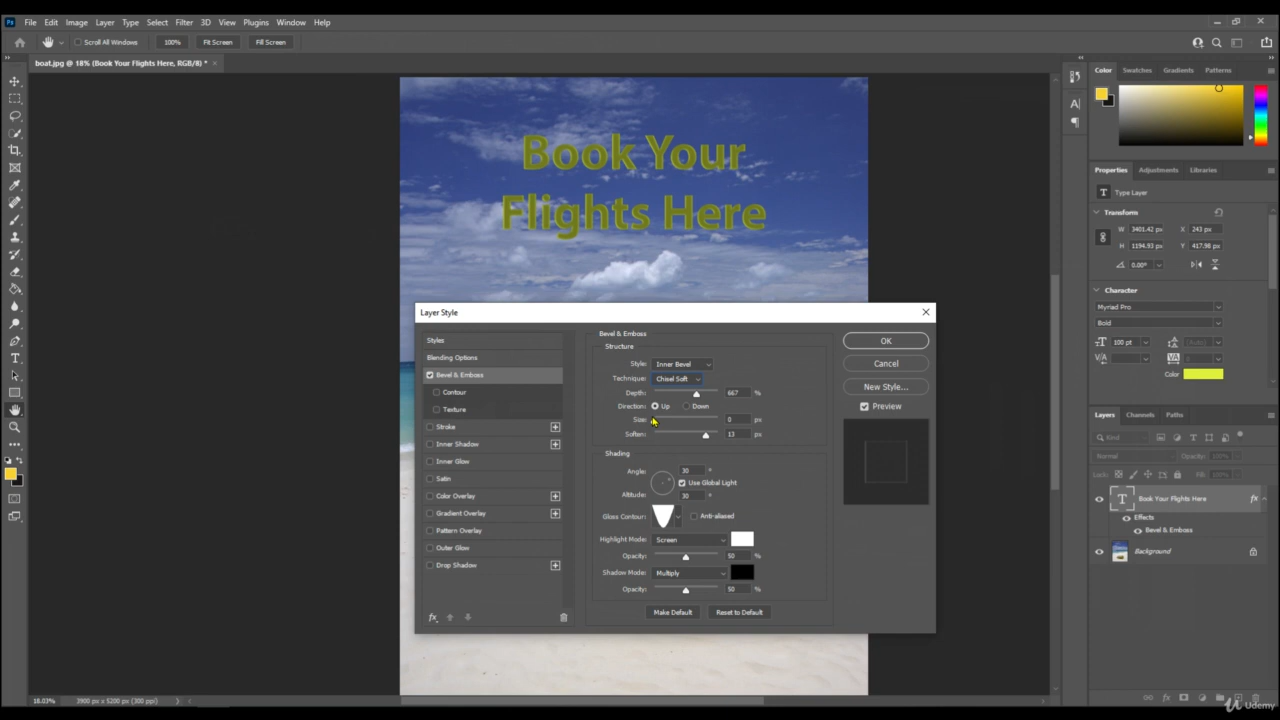 Ps File Edit Image Layer Type Select Filter 3D View Plugins Window Help
Scroll All Windows 100% Fit Screen Fill Screen
boat.jpg @ 18% (Book Your Flights Here, RGB/8) * ×
Book Your
Flights Here
Layer Style
Styles
Blending Options
Bevel & Emboss
Contour
Texture
Stroke
Inner Shadow
Inner Glow
Satin
Color Overlay
Gradient Overlay
Pattern Overlay
Outer Glow
Drop Shadow
fx
Bevel & Emboss
Structure
Style: Inner Bevel
Technique: Chisel Soft
Depth: 667 %
Direction: Up Down
Size: 0 px
Soften: 13 px
Shading
Angle: 30 °
Use Global Light
Altitude: 30 °
Gloss Contour: Anti-aliased
Highlight Mode: Screen
Opacity: 50 %
Shadow Mode: Multiply
Opacity: 50 %
Make Default Reset to Default
OK
Cancel
New Style...
Preview
Color Swatches Gradients Patterns
Properties Adjustments Libraries
T Type Layer
Transform
W 3401.42 px X 243 px
H 1194.93 px Y 417.98 px
0.00°
Character
Myriad Pro
Bold
100 pt (Auto)
0
Color
Layers Channels Paths
Kind
Normal Opacity: 100%
Lock: Fill: 100%
T Book Your Flights Here fx
Effects
Bevel & Emboss
Background
18.03% 3900 px x 5200 px (300 ppi)
Udemy